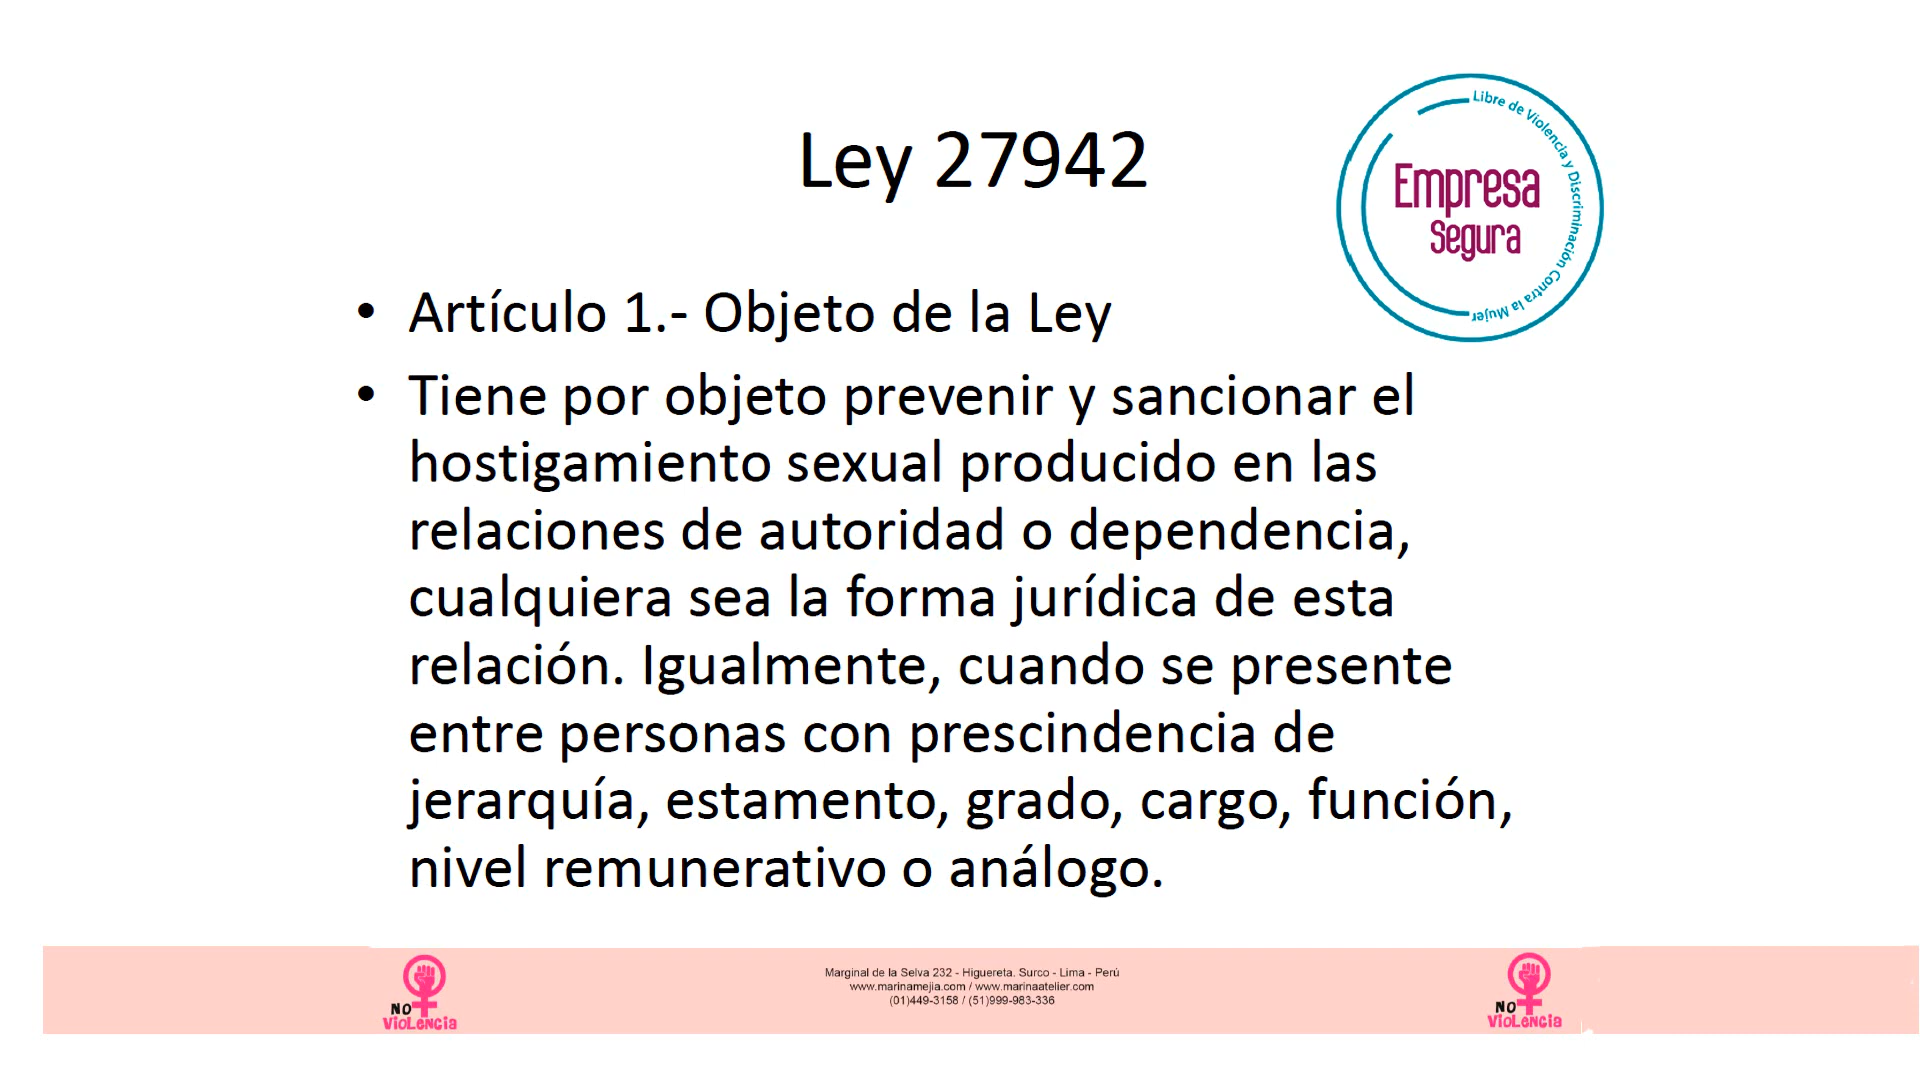 Ley 27942
Libre de Violencia y Discriminación Contra la Mujer
Empresa
Segura
• Artículo 1.- Objeto de la Ley
• Tiene por objeto prevenir y sancionar el
hostigamiento sexual producido en las
relaciones de autoridad o dependencia,
cualquiera sea la forma jurídica de esta
relación. Igualmente, cuando se presente
entre personas con prescindencia de
jerarquía, estamento, grado, cargo, función,
nivel remunerativo o análogo.
NO
VioLeNcia
Marginal de la Selva 232 - Higuereta. Surco - Lima - Perú
www.marinamejia.com / www.marinaatelier.com
(01)449-3158 / (51)999-983-336
NO
VioLeNcia